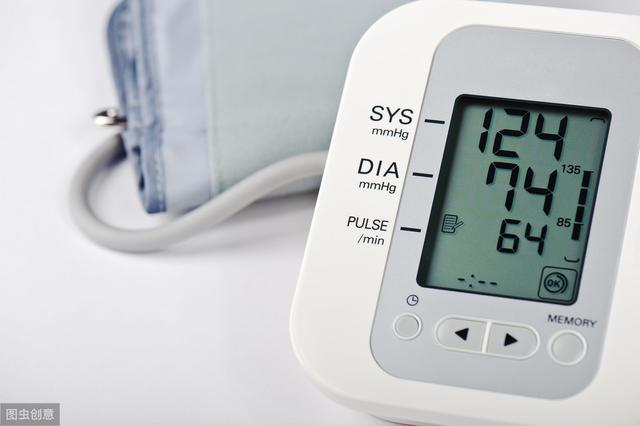 SYS
mmHg
124
DIA
mmHg
74
135
PULSE
/min
64
85
-:--
OK
MEMORY
图虫创意